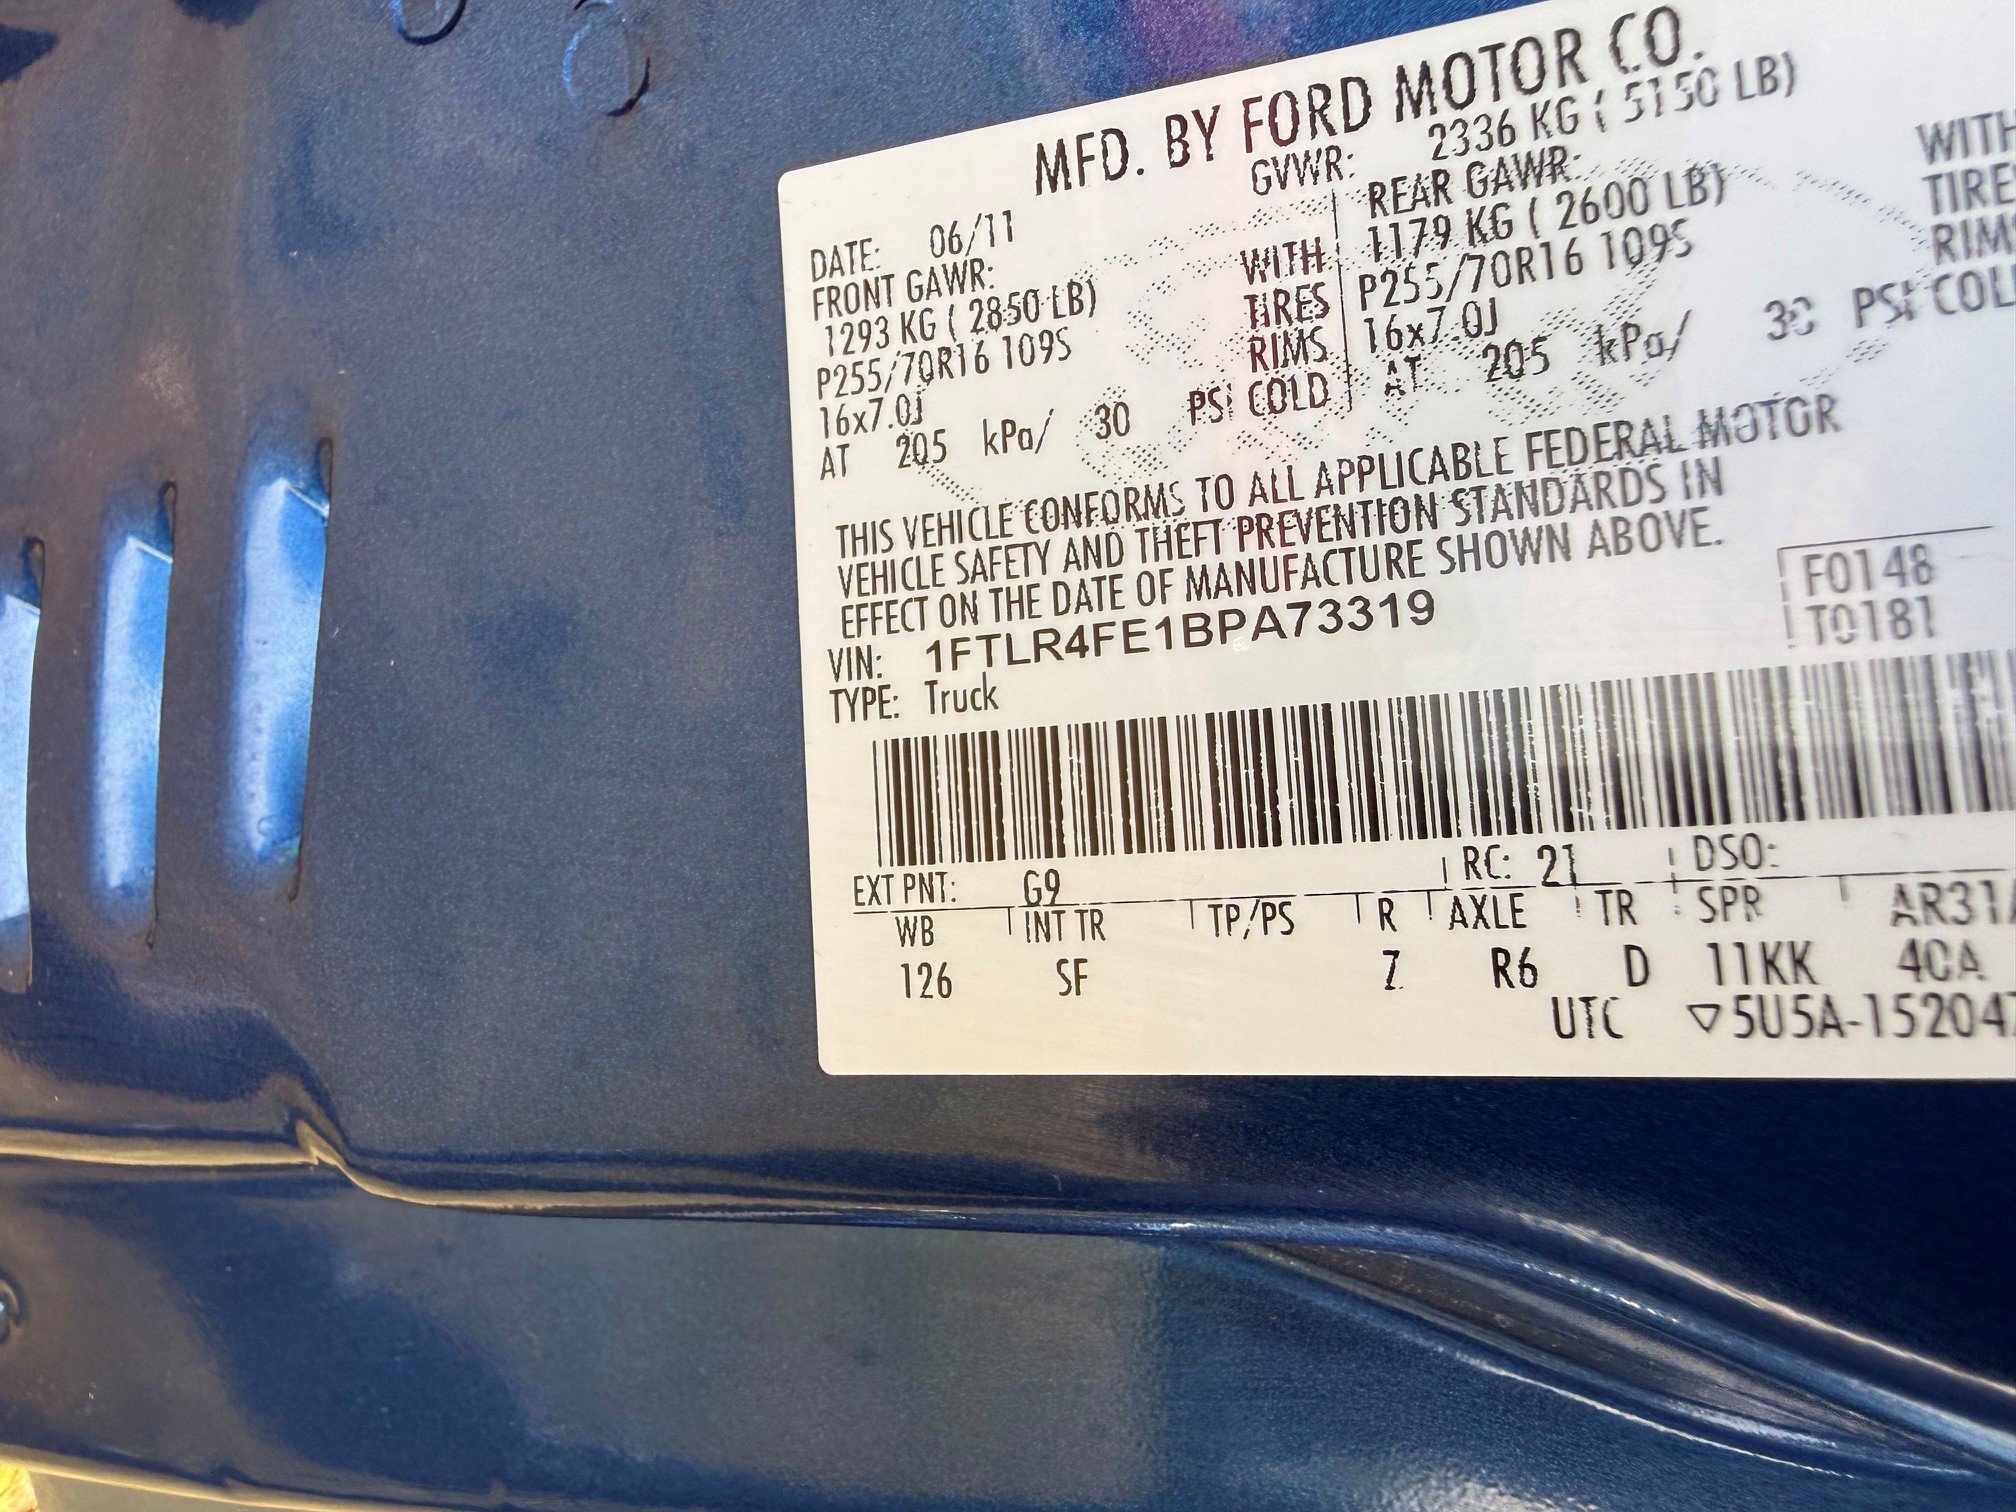 MFD. BY FORD MOTOR CO.
DATE: 06/11 GVWR: 2336 KG ( 5150 LB)
FRONT GAWR: REAR GAWR:
1293 KG ( 2850 LB) WITH 1179 KG ( 2600 LB) WITH
P255/70R16 109S TIRES P255/70R16 109S TIRES
16x7.0J RIMS 16x7.0J RIMS
AT 205 kPa/ 30 PSI COLD AT 205 kPa/ 30 PSI COLD
THIS VEHICLE CONFORMS TO ALL APPLICABLE FEDERAL MOTOR
VEHICLE SAFETY AND THEFT PREVENTION STANDARDS IN
EFFECT ON THE DATE OF MANUFACTURE SHOWN ABOVE.
VIN: 1FTLR4FE1BPA73319 F0148
TYPE: Truck T0181
EXT PNT: G9 RC: 21 DSO:
WB INT TR TP/PS R AXLE TR SPR AR31
126 SF Z R6 D 11KK 40A
UTC ▽5U5A-15204